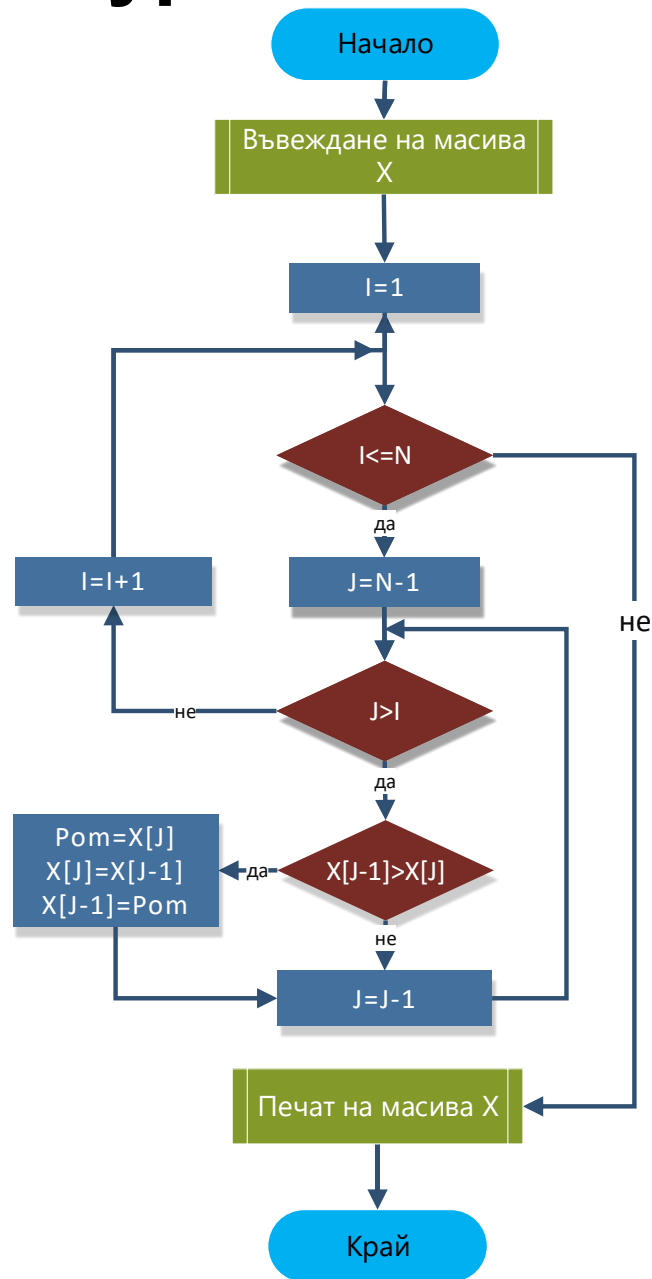 Начало
Въвеждане на масива
X
I=1
I<=N
да
I=I+1
J=N-1
не
J>I
не
да
Pom=X[J]
X[J]=X[J-1]
X[J-1]=Pom
да
X[J-1]>X[J]
не
J=J-1
Печат на масива X
Край